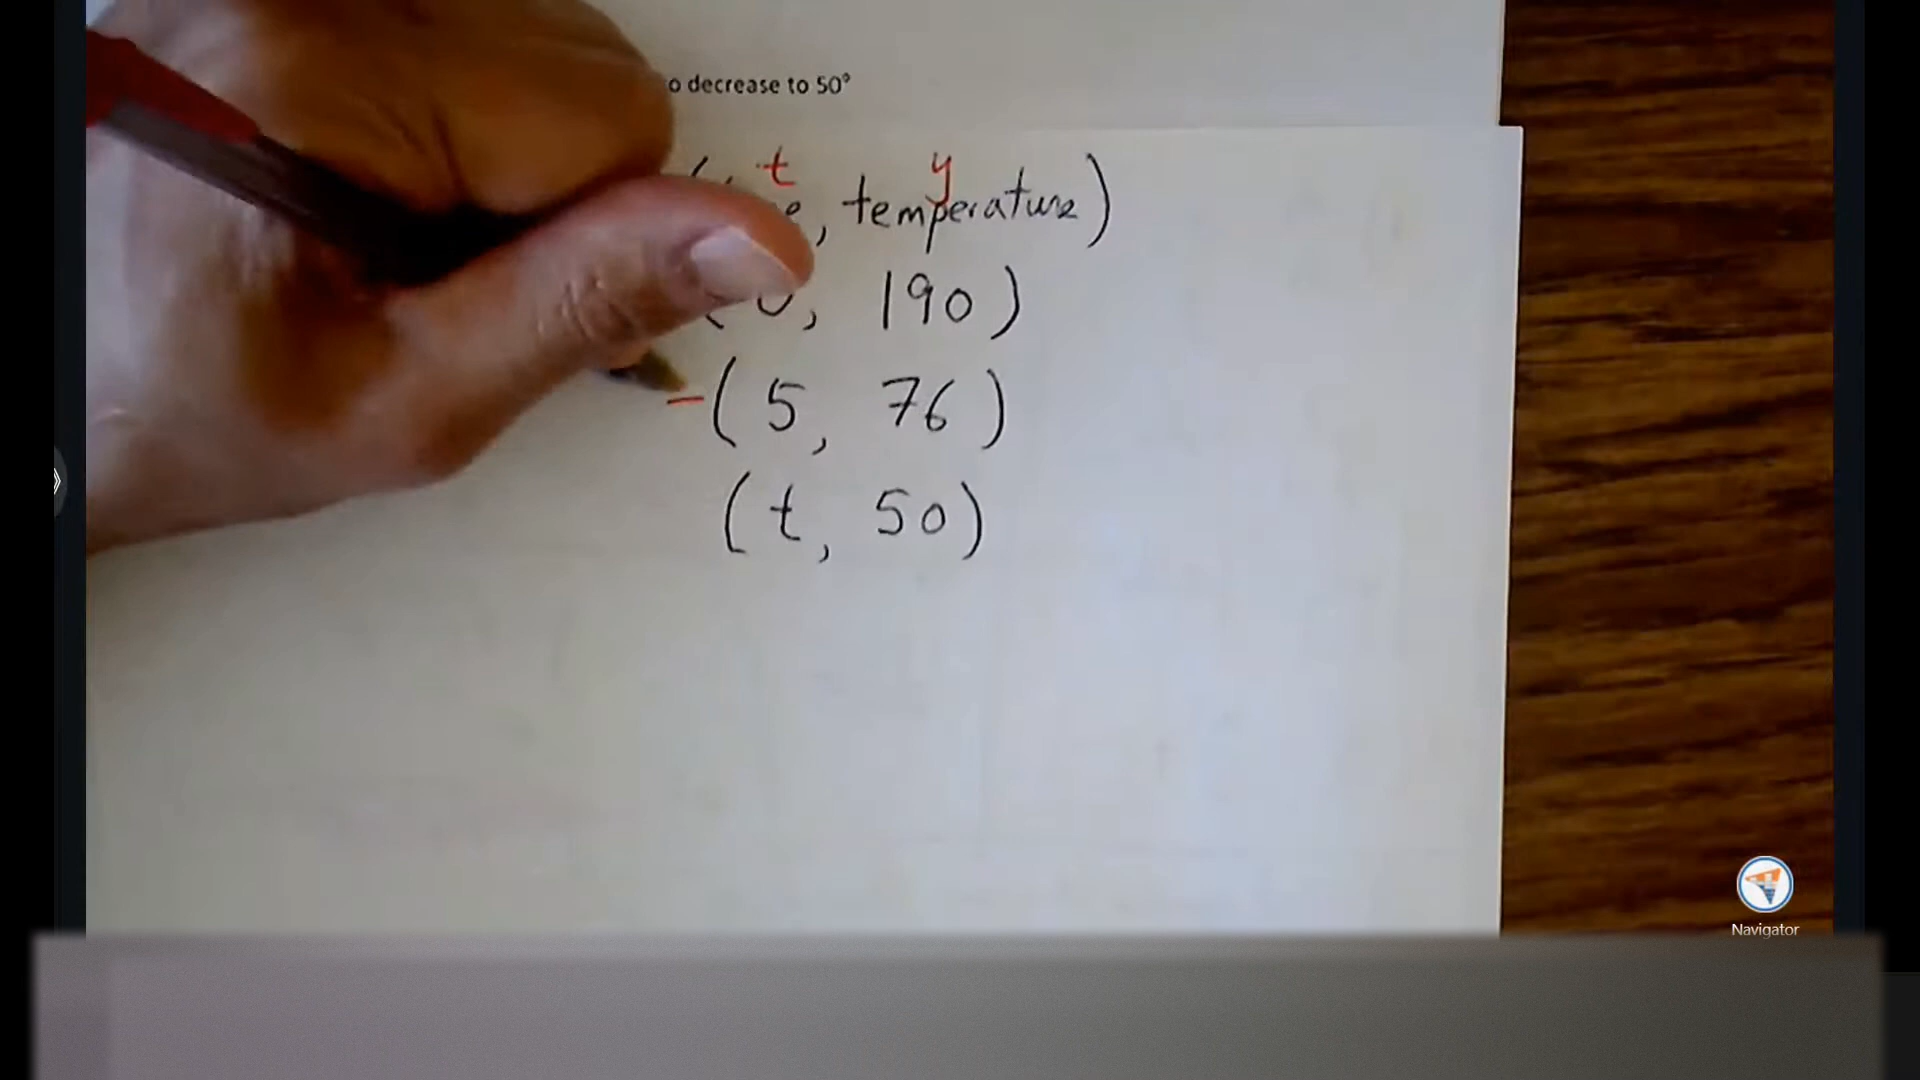 o decrease to 50°
t y
, temperature)
, 190)
-( 5, 76 )
( t, 50 )
Navigator